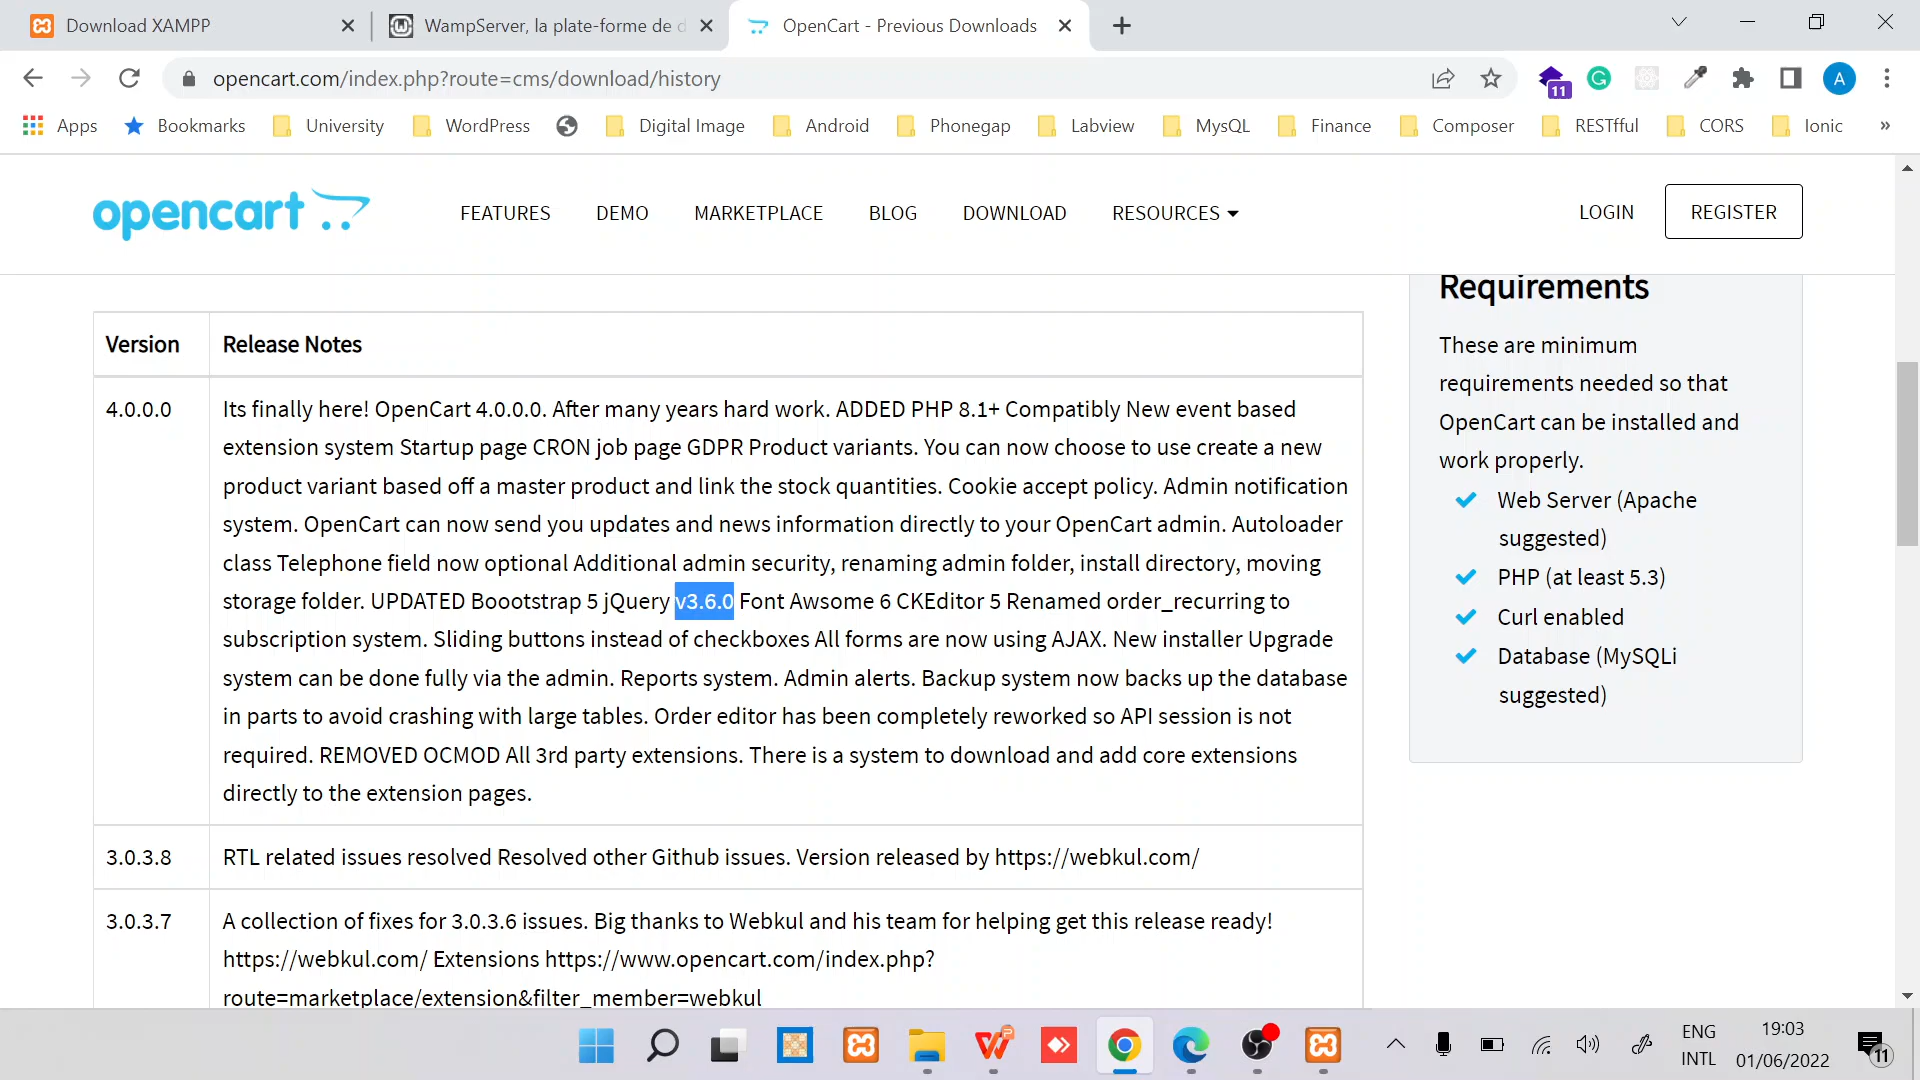 Download XAMPP
WampServer, la plate-forme de d
OpenCart - Previous Downloads
opencart.com/index.php?route=cms/download/history
11
G
A
Apps
Bookmarks
University
WordPress
Digital Image
Android
Phonegap
Labview
MysQL
Finance
Composer
RESTfful
CORS
Ionic
»
opencart
FEATURES
DEMO
MARKETPLACE
BLOG
DOWNLOAD
RESOURCES
LOGIN
REGISTER
Version
Release Notes
4.0.0.0
Its finally here! OpenCart 4.0.0.0. After many years hard work. ADDED PHP 8.1+ Compatibly New event based
extension system Startup page CRON job page GDPR Product variants. You can now choose to use create a new
product variant based off a master product and link the stock quantities. Cookie accept policy. Admin notification
system. OpenCart can now send you updates and news information directly to your OpenCart admin. Autoloader
class Telephone field now optional Additional admin security, renaming admin folder, install directory, moving
storage folder. UPDATED Boootstrap 5 jQuery v3.6.0 Font Awsome 6 CKEditor 5 Renamed order_recurring to
subscription system. Sliding buttons instead of checkboxes All forms are now using AJAX. New installer Upgrade
system can be done fully via the admin. Reports system. Admin alerts. Backup system now backs up the database
in parts to avoid crashing with large tables. Order editor has been completely reworked so API session is not
required. REMOVED OCMOD All 3rd party extensions. There is a system to download and add core extensions
directly to the extension pages.
3.0.3.8
RTL related issues resolved Resolved other Github issues. Version released by https://webkul.com/
3.0.3.7
A collection of fixes for 3.0.3.6 issues. Big thanks to Webkul and his team for helping get this release ready!
https://webkul.com/ Extensions https://www.opencart.com/index.php?
route=marketplace/extension&filter_member=webkul
Requirements
These are minimum
requirements needed so that
OpenCart can be installed and
work properly.
Web Server (Apache
suggested)
PHP (at least 5.3)
Curl enabled
Database (MySQLi
suggested)
ENG
INTL
19:03
01/06/2022
11